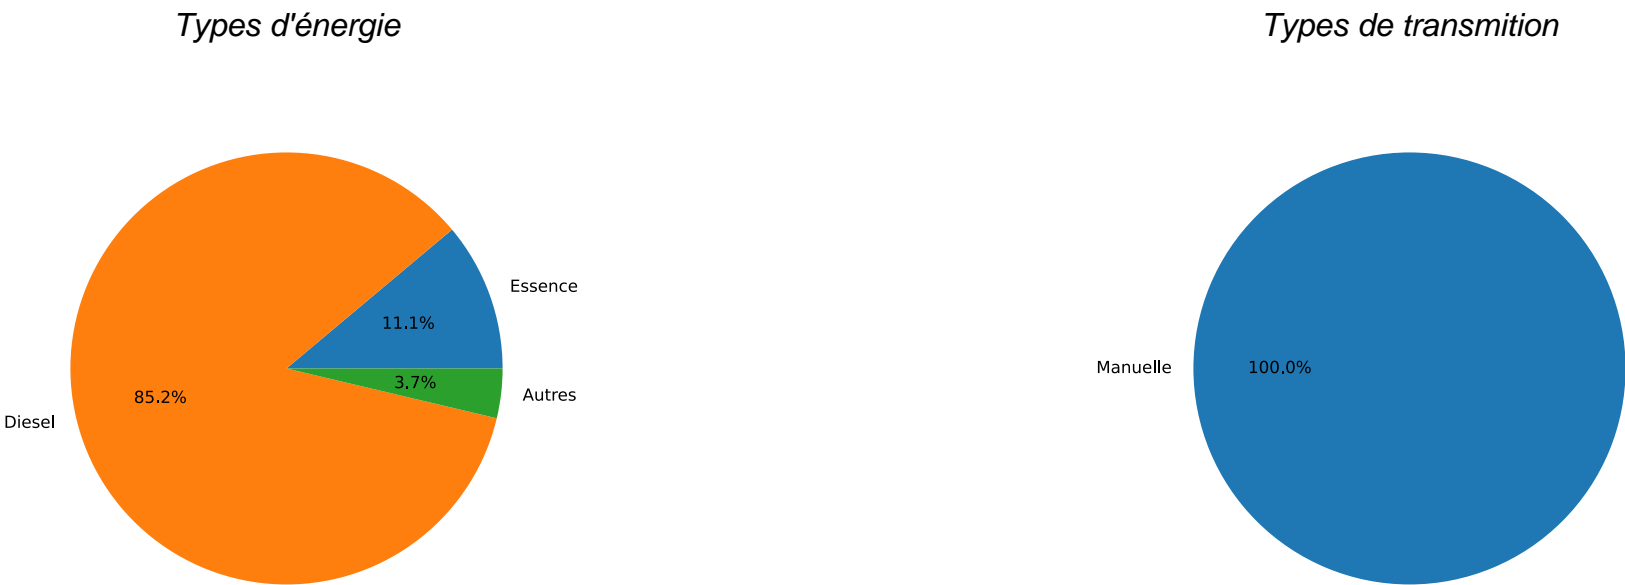 Types d'énergie
Types de transmition
Essence
11.1%
3.7%
Autres
85.2%
Diesel
Manuelle
100.0%